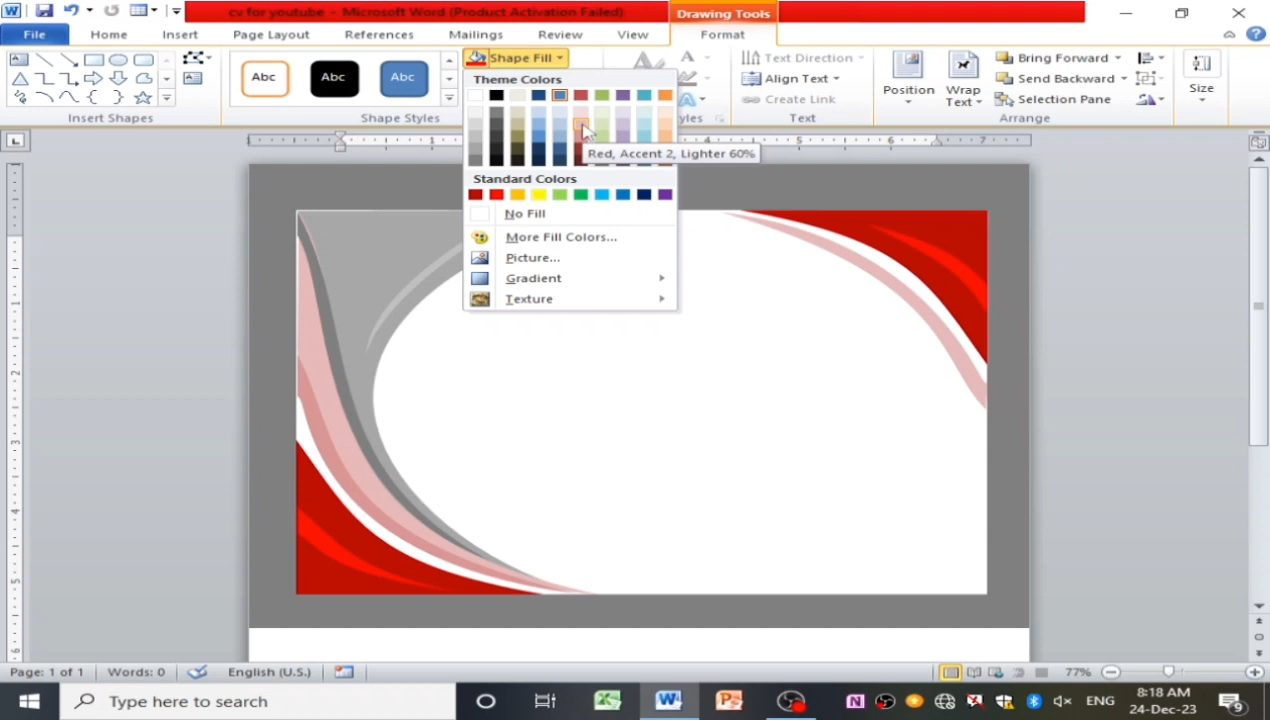 cv for youtube - Microsoft Word (Product Activation Failed)
Drawing Tools
File Home Insert Page Layout References Mailings Review View Format
Abc Abc Abc
Shape Fill
Text Direction
Align Text
Create Link
Position
Wrap Text
Bring Forward
Send Backward
Selection Pane
Size
Insert Shapes Shape Styles Text Arrange
Theme Colors
Red, Accent 2, Lighter 60%
Standard Colors
No Fill
More Fill Colors...
Picture...
Gradient
Texture
Page: 1 of 1 Words: 0 English (U.S.) 77%
Type here to search
ENG
8:18 AM
24-Dec-23
9